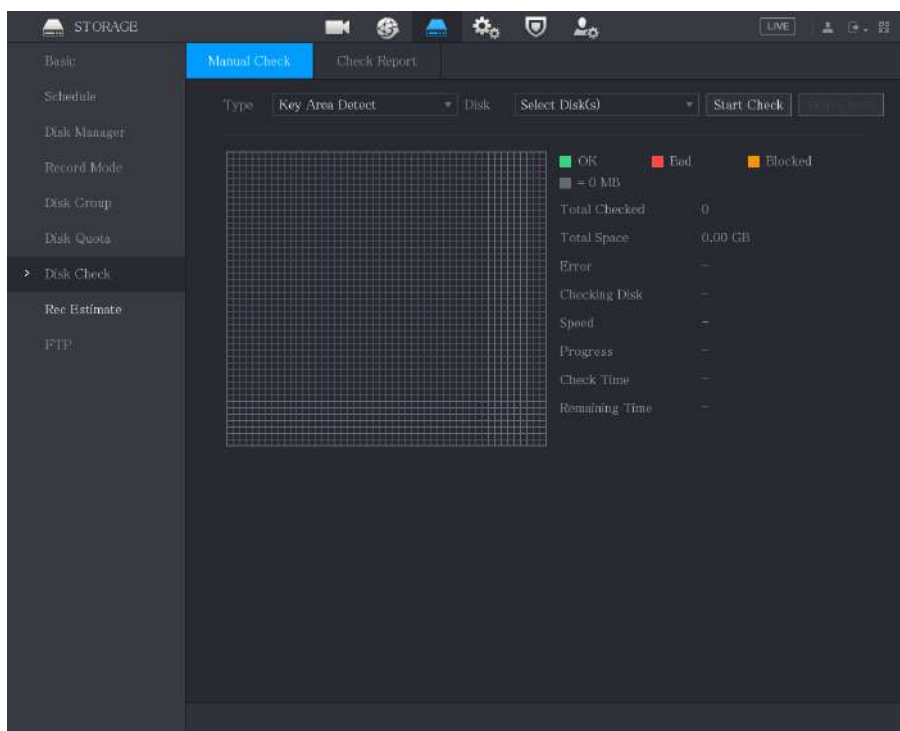 STORAGE
LIVE
Basic
Schedule
Disk Manager
Record Mode
Disk Group
Disk Quota
Disk Check
Rec Estimate
FTP
Manual Check
Check Report
Type Key Area Detect Disk Select Disk(s) Start Check
OK Bad Blocked
= 0 MB
Total Checked 0
Total Space 0.00 GB
Error -
Checking Disk -
Speed -
Progress -
Check Time -
Remaining Time -